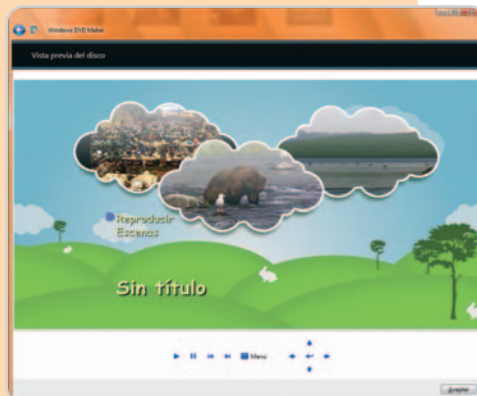 Windows DVD Maker
Vista previa del disco
Reproducir
Escenas
Sin título
Menú
Aceptar